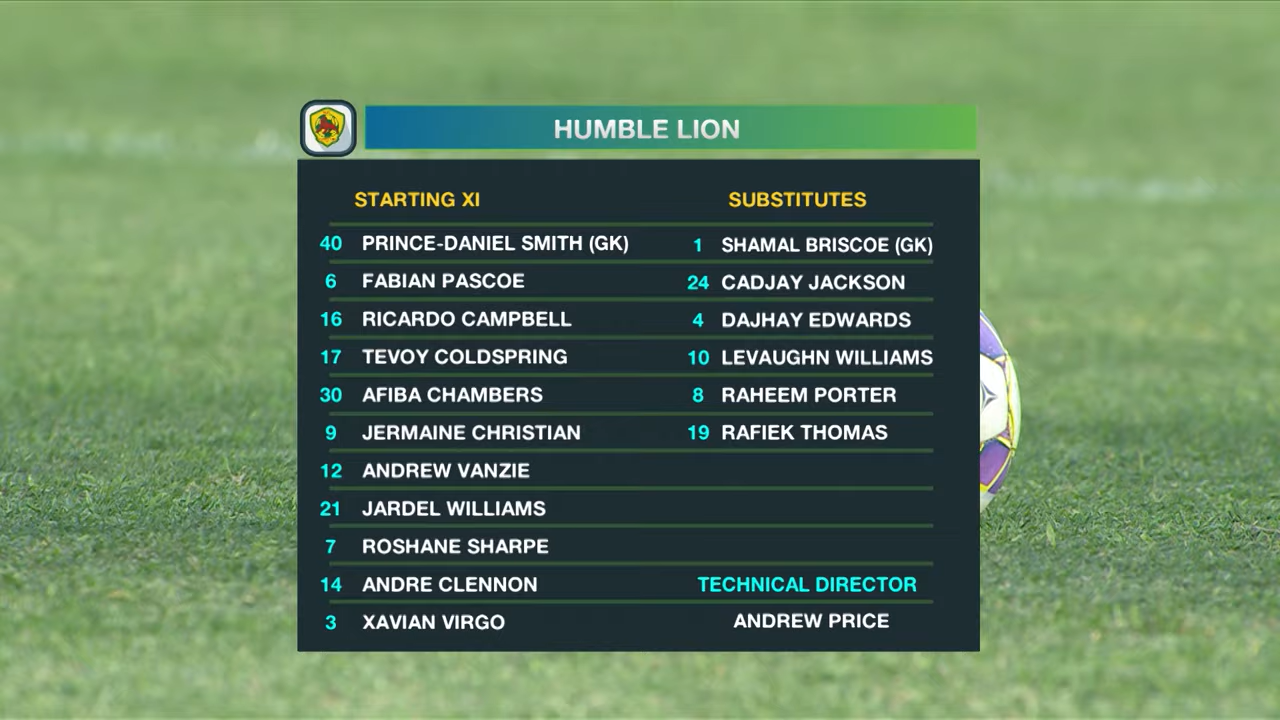 HUMBLE LION
STARTING XI
40 PRINCE-DANIEL SMITH (GK)
6 FABIAN PASCOE
16 RICARDO CAMPBELL
17 TEVOY COLDSPRING
30 AFIBA CHAMBERS
9 JERMAINE CHRISTIAN
12 ANDREW VANZIE
21 JARDEL WILLIAMS
7 ROSHANE SHARPE
14 ANDRE CLENNON
3 XAVIAN VIRGO
SUBSTITUTES
1 SHAMAL BRISCOE (GK)
24 CADJAY JACKSON
4 DAJHAY EDWARDS
10 LEVAUGHN WILLIAMS
8 RAHEEM PORTER
19 RAFIEK THOMAS
TECHNICAL DIRECTOR
ANDREW PRICE